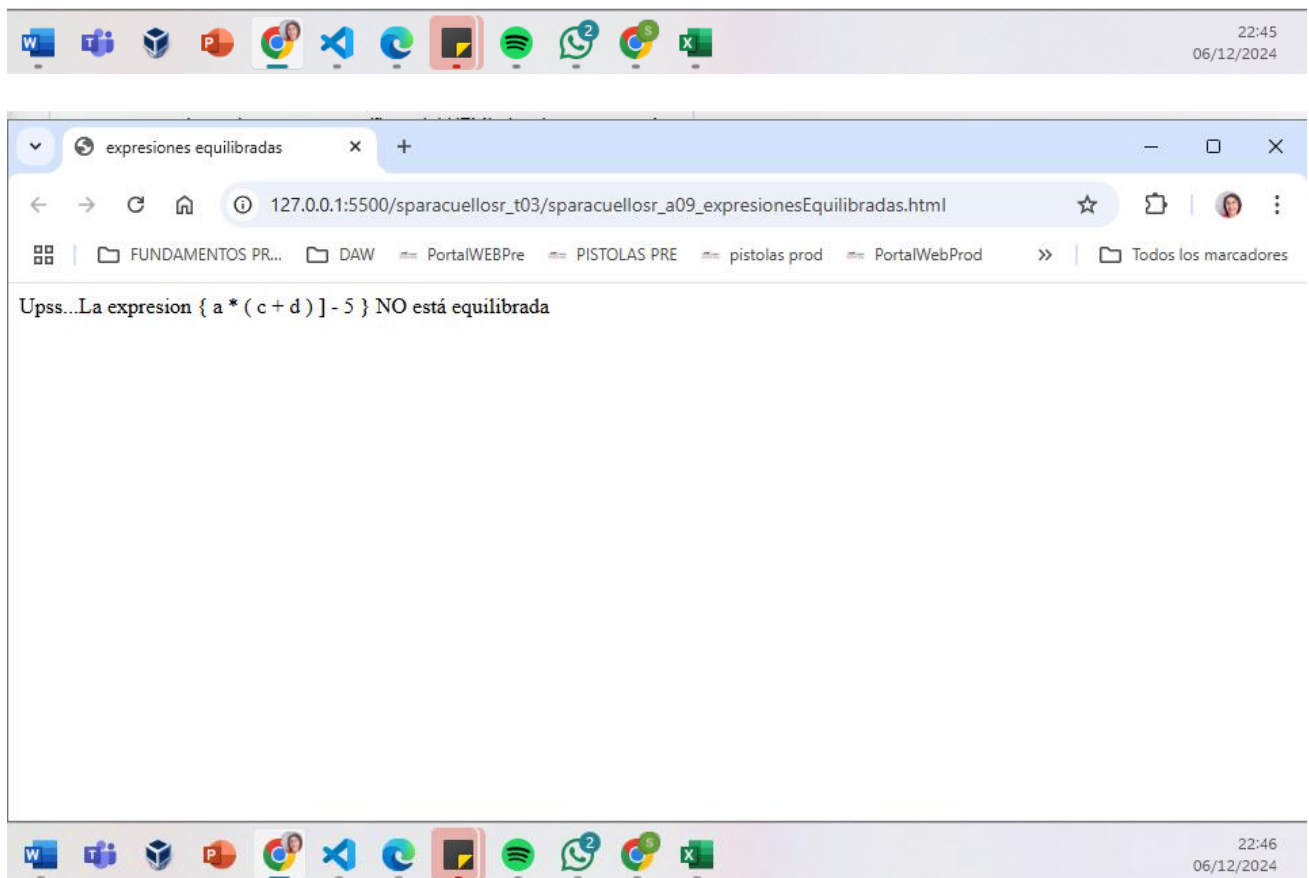 2
S
22:45
06/12/2024
expresiones equilibradas
127.0.0.1:5500/sparacuellosr_t03/sparacuellosr_a09_expresionesEquilibradas.html
FUNDAMENTOS PR... DAW PortalWEBPre PISTOLAS PRE pistolas prod PortalWebProd » Todos los marcadores
Upss...La expresion { a * ( c + d ) ] - 5 } NO está equilibrada
2
S
22:46
06/12/2024